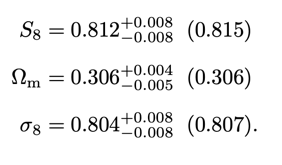 S₈ = 0.812⁺⁰·⁰⁰⁸₋₀.₀₀₈ (0.815)
Ωₘ = 0.306⁺⁰·⁰⁰⁴₋₀.₀₀₅ (0.306)
σ₈ = 0.804⁺⁰·⁰⁰⁸₋₀.₀₀₈ (0.807).